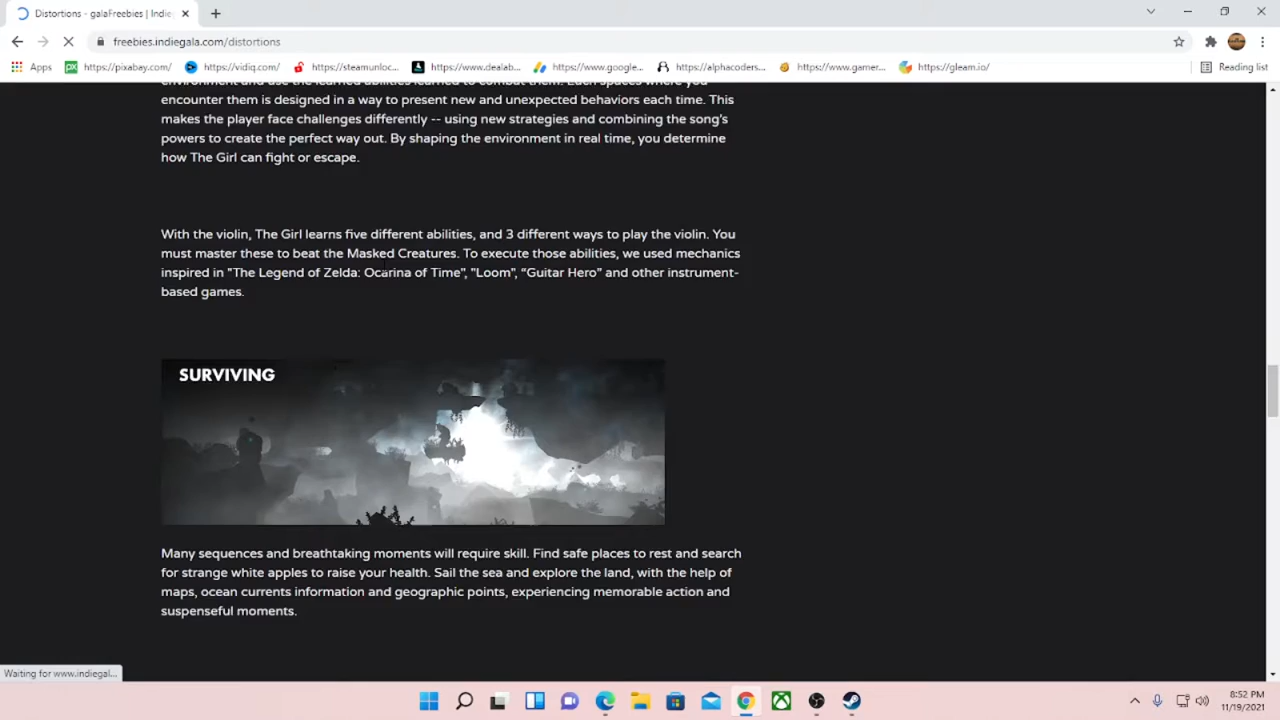 Distortions - galaFreebies | Indie
freebies.indiegala.com/distortions
Apps
https://pixabay.com/
https://vidiq.com/
https://steamunloc...
https://www.dealab...
https://www.google...
https://alphacoders...
https://www.gamer...
https://gleam.io/
Reading list
encounter them is designed in a way to present new and unexpected behaviors each time. This
makes the player face challenges differently -- using new strategies and combining the song's
powers to create the perfect way out. By shaping the environment in real time, you determine
how The Girl can fight or escape.
With the violin, The Girl learns five different abilities, and 3 different ways to play the violin. You
must master these to beat the Masked Creatures. To execute those abilities, we used mechanics
inspired in "The Legend of Zelda: Ocarina of Time", "Loom", “Guitar Hero” and other instrument-
based games.
SURVIVING
Many sequences and breathtaking moments will require skill. Find safe places to rest and search
for strange white apples to raise your health. Sail the sea and explore the land, with the help of
maps, ocean currents information and geographic points, experiencing memorable action and
suspenseful moments.
Waiting for www.indiegal...
8:52 PM
11/19/2021